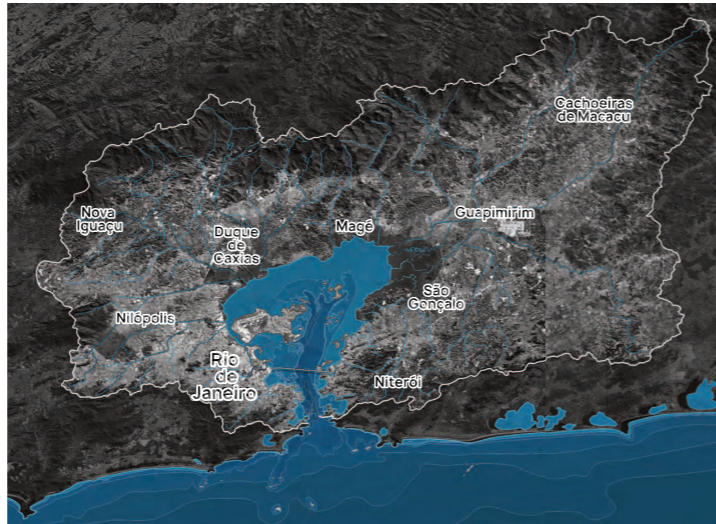 Cachoeiras
de Macacu
Nova
Iguaçu
Duque
de
Caxias
Magé
Guapimirim
São
Gonçalo
Nilópolis
Rio
de
Janeiro
Niterói